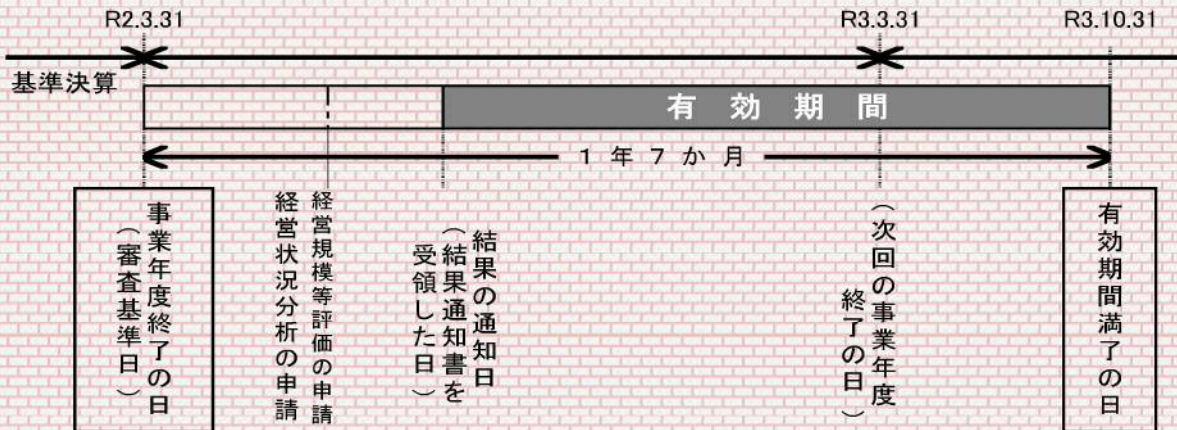 R2.3.31
R3.3.31
R3.10.31
基準決算
有効期間
1年7か月
事業年度終了の日
（審査基準日）
経営規模等評価の申請
経営状況分析の申請
結果の通知日
（結果通知書を
受領した日）
（次回の事業年度
終了の日）
有効期間満了の日